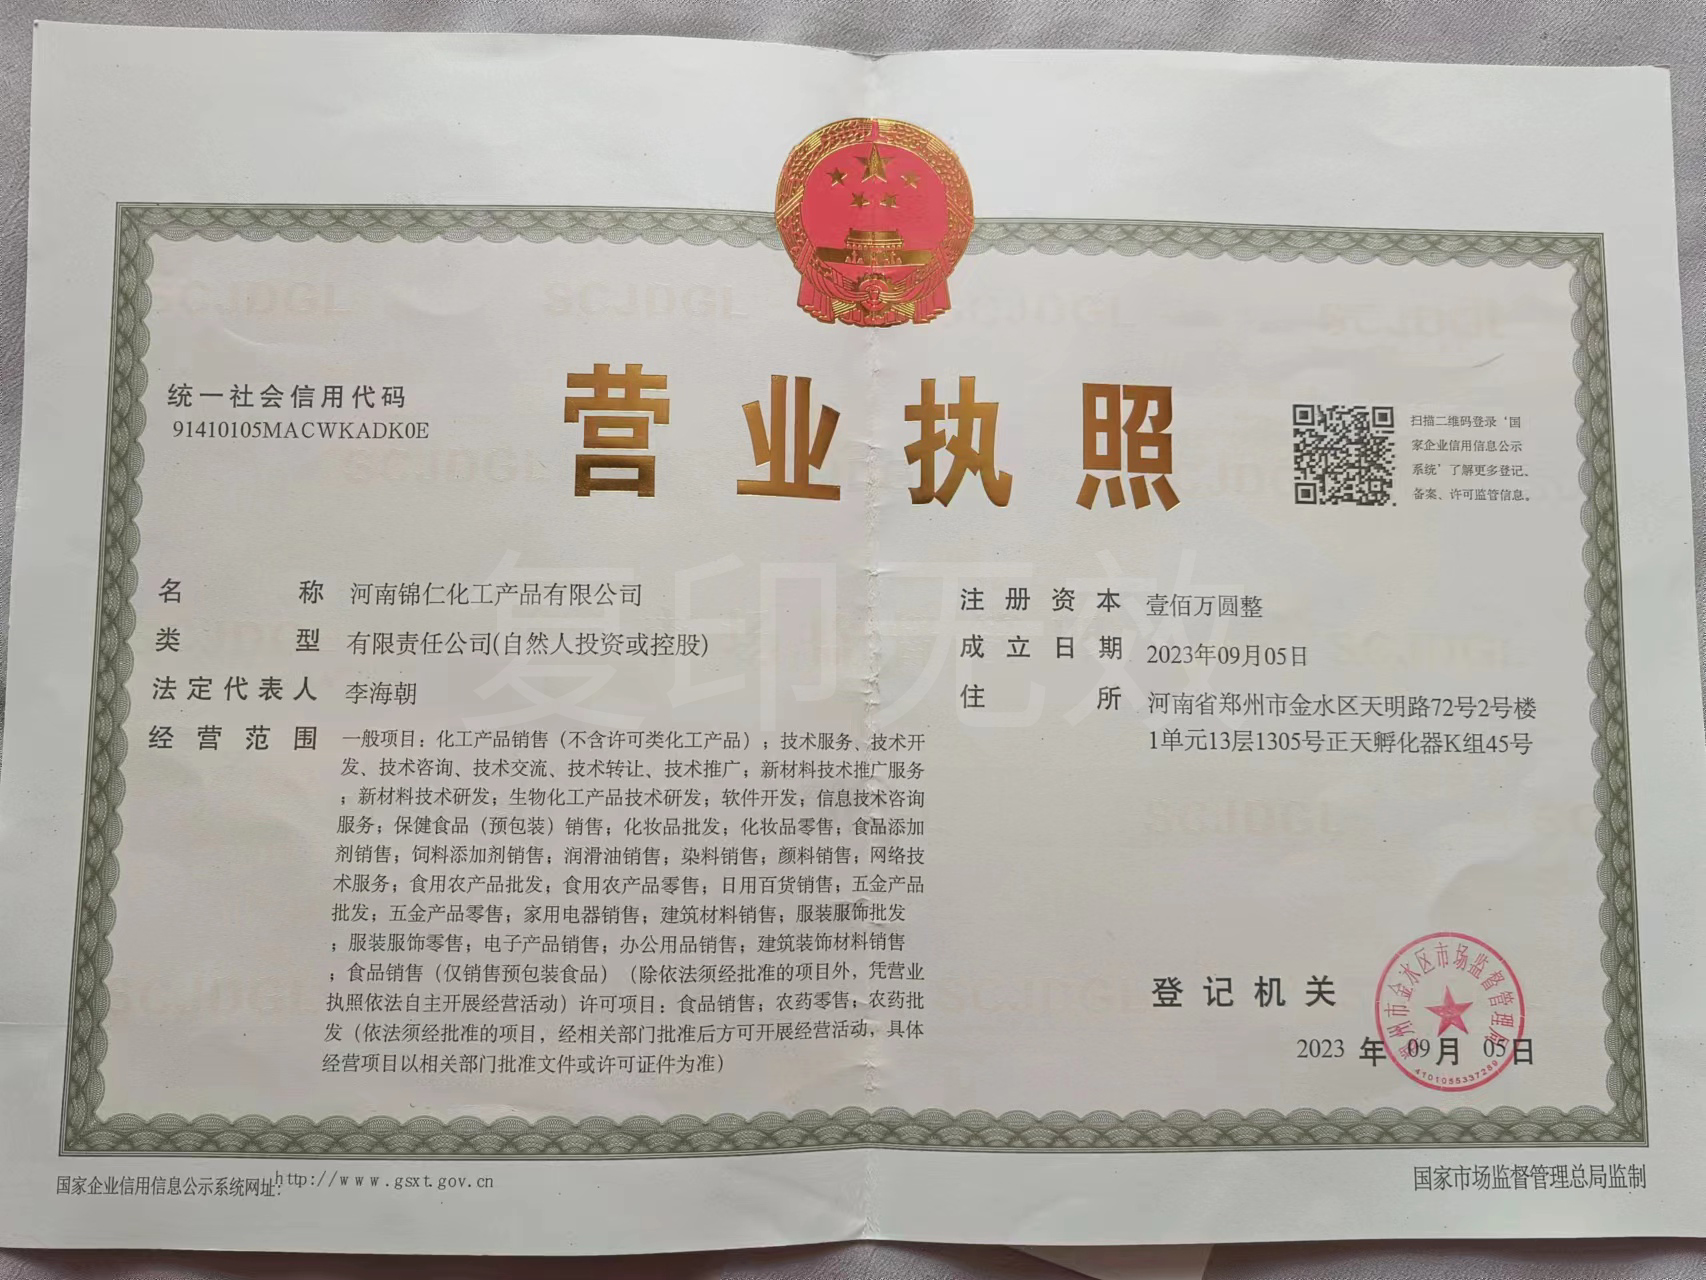 营业执照
统一社会信用代码
91410105MACWKADK0E
扫描二维码登录‘国
家企业信用信息公示
系统’了解更多登记、
备案、许可监管信息。
名称 河南锦仁化工产品有限公司
类型 有限责任公司(自然人投资或控股)
法定代表人 李海朝
经营范围 一般项目：化工产品销售（不含许可类化工产品）；技术服务、技术开
发、技术咨询、技术交流、技术转让、技术推广；新材料技术推广服务
；新材料技术研发；生物化工产品技术研发；软件开发；信息技术咨询
服务；保健食品（预包装）销售；化妆品批发；化妆品零售；食品添加
剂销售；饲料添加剂销售；润滑油销售；染料销售；颜料销售；网络技
术服务；食用农产品批发；食用农产品零售；日用百货销售；五金产品
批发；五金产品零售；家用电器销售；建筑材料销售；服装服饰批发
；服装服饰零售；电子产品销售；办公用品销售；建筑装饰材料销售
；食品销售（仅销售预包装食品）（除依法须经批准的项目外，凭营业
执照依法自主开展经营活动）许可项目：食品销售；农药零售；农药批
发（依法须经批准的项目，经相关部门批准后方可开展经营活动，具体
经营项目以相关部门批准文件或许可证件为准）
注册资本 壹佰万圆整
成立日期 2023年09月05日
住所 河南省郑州市金水区天明路72号2号楼
1单元13层1305号正天孵化器K组45号
复印无效
登记机关
郑州市金水区市场监督管理局
4101055337289
2023年09月05日
国家企业信用信息公示系统网址：http://www.gsxt.gov.cn
国家市场监督管理总局监制
SCJDGL